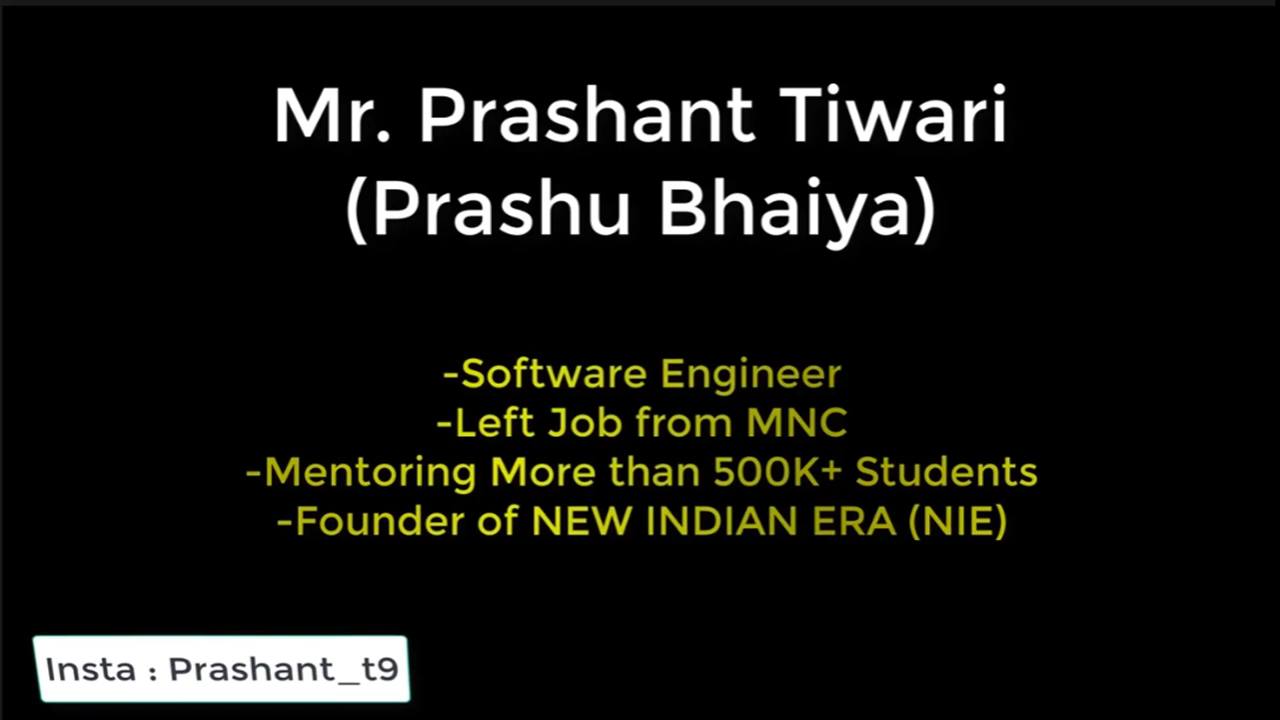 Mr. Prashant Tiwari
(Prashu Bhaiya)
-Software Engineer
-Left Job from MNC
-Mentoring More than 500K+ Students
-Founder of NEW INDIAN ERA (NIE)
Insta : Prashant_t9